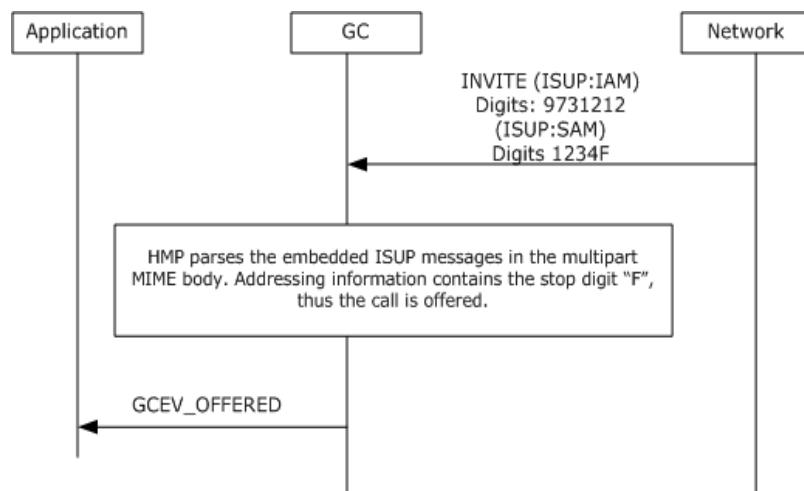 Application
GC
Network
INVITE (ISUP:IAM)
Digits: 9731212
(ISUP:SAM)
Digits 1234F
HMP parses the embedded ISUP messages in the multipart
MIME body. Addressing information contains the stop digit “F”,
thus the call is offered.
GCEV_OFFERED